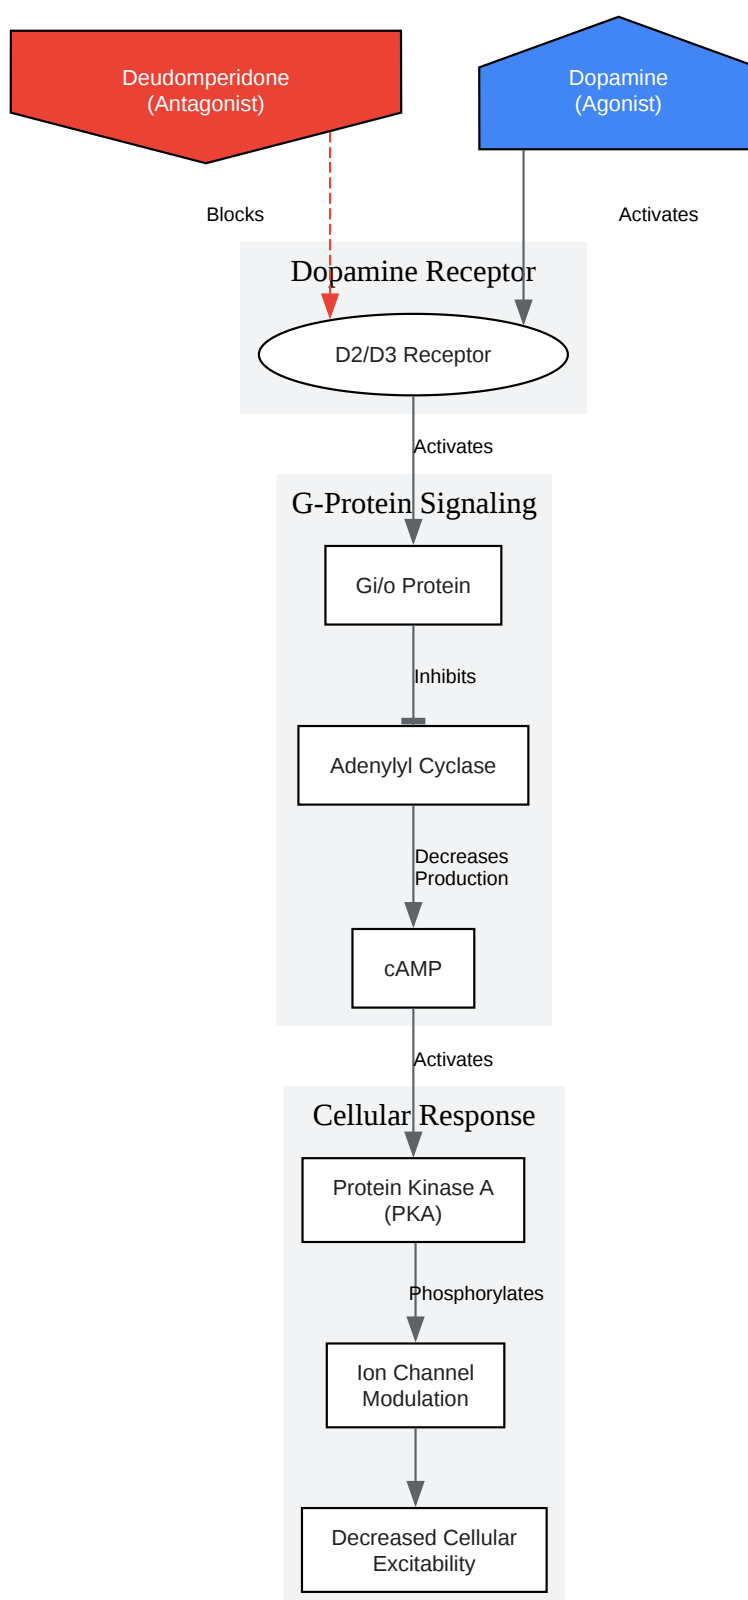 Deudomperidone
(Antagonist)
Dopamine
(Agonist)
Blocks
Activates
Dopamine Receptor
D2/D3 Receptor
Activates
G-Protein Signaling
Gi/o Protein
Inhibits
Adenylyl Cyclase
Decreases
Production
cAMP
Activates
Cellular Response
Protein Kinase A
(PKA)
Phosphorylates
Ion Channel
Modulation
Decreased Cellular
Excitability